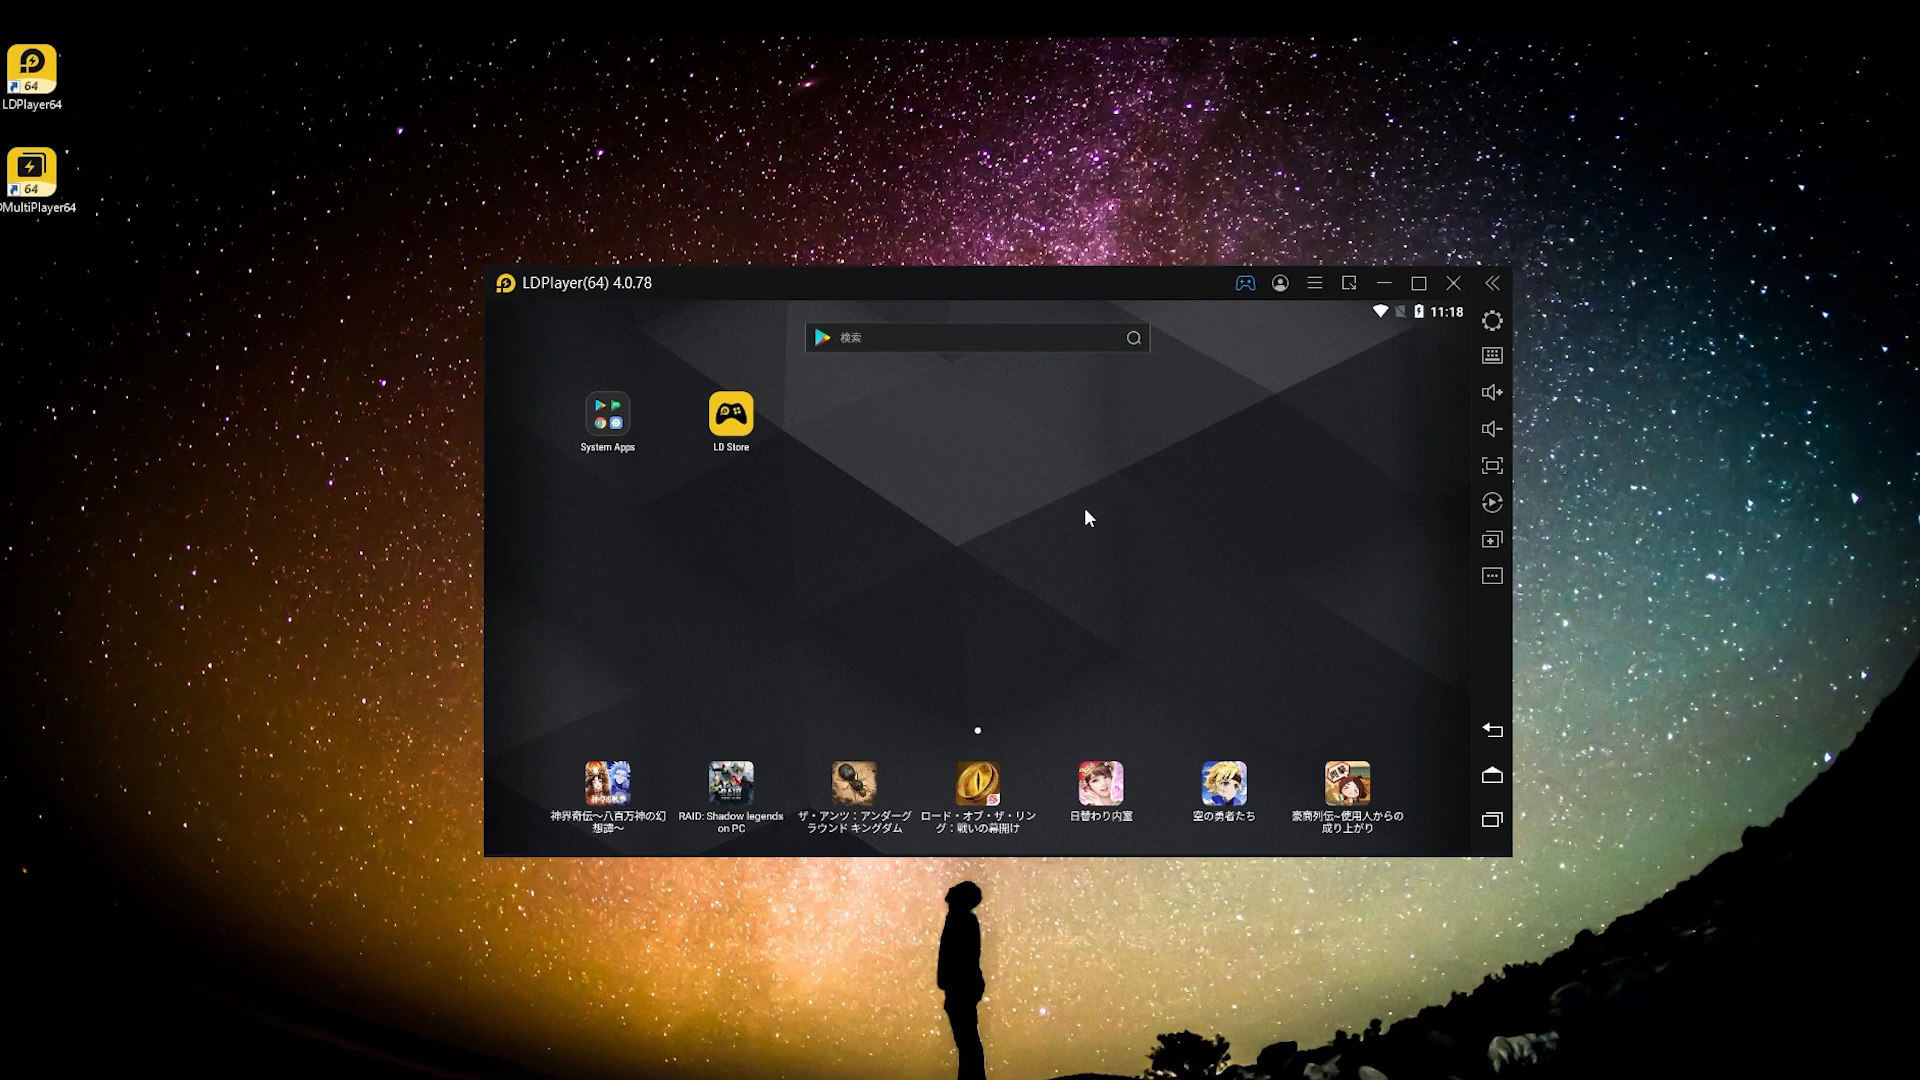 64
LDPlayer64
64
DMultiPlayer64
LDPlayer(64) 4.0.78
11:18
検索
System Apps
LD Store
神界奇伝～八百万神の幻
想譚～
RAID: Shadow legends
on PC
ザ・アンツ：アンダーグ
ラウンド キングダム
ロード・オブ・ザ・リン
グ：戦いの幕開け
日替わり内室
空の勇者たち
豪商列伝~使用人からの
成り上がり